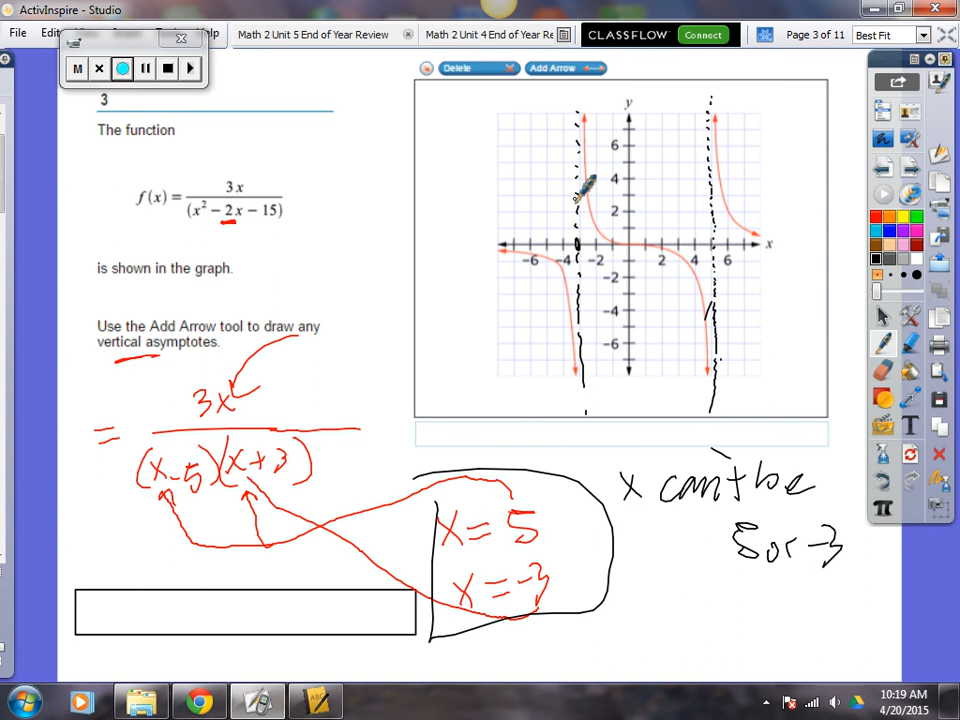 ActivInspire - Studio
File
Math 2 Unit 5 End of Year Review
Math 2 Unit 4 End of Year Re
CLASSFLOW
Connect
Page 3 of 11
Best Fit
M
3
The function
f(x) = 3x / (x² − 2x − 15)
is shown in the graph.
Use the Add Arrow tool to draw any
vertical asymptotes.
Delete
Add Arrow
y
6
4
2
x
−6 −4 −2 2 4 6
−2
−4
−6
= 3x / (x-5)(x+3)
x = 5
x = -3
x can't be
5 or -3
T
π
ABC
10:19 AM
4/20/2015